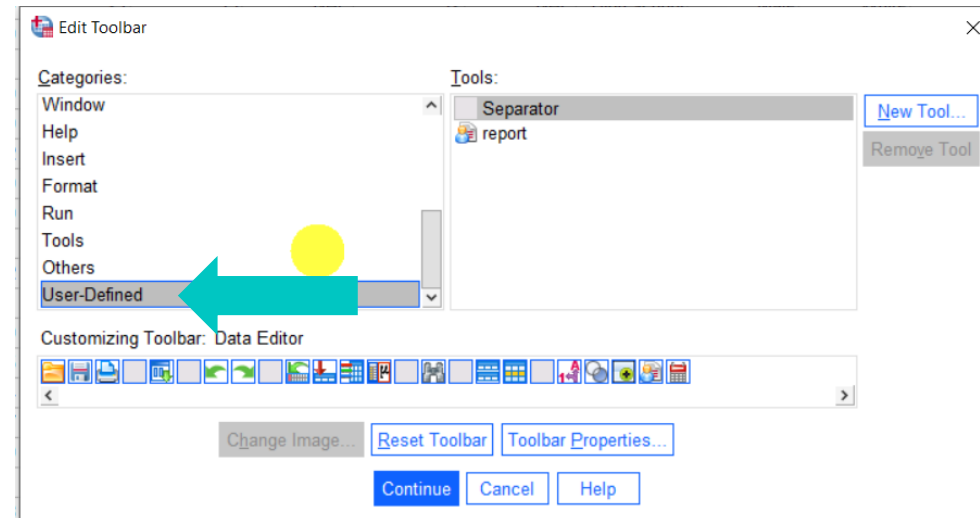 Edit Toolbar
Categories:
Tools:
Window
Help
Insert
Format
Run
Tools
Others
User-Defined
Separator
report
New Tool...
Remove Tool
Customizing Toolbar: Data Editor
Change Image...
Reset Toolbar
Toolbar Properties...
Continue
Cancel
Help